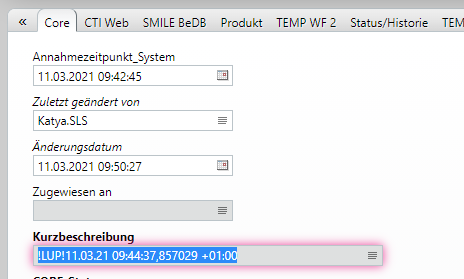 « Core CTI Web SMILE BeDB Produkt TEMP WF 2 Status/Historie
Annahmezeitpunkt_System
11.03.2021 09:42:45
Zuletzt geändert von
Katya.SLS
Änderungsdatum
11.03.2021 09:50:27
Zugewiesen an
Kurzbeschreibung
!LUP!11.03.21 09:44:37,857029 +01:00